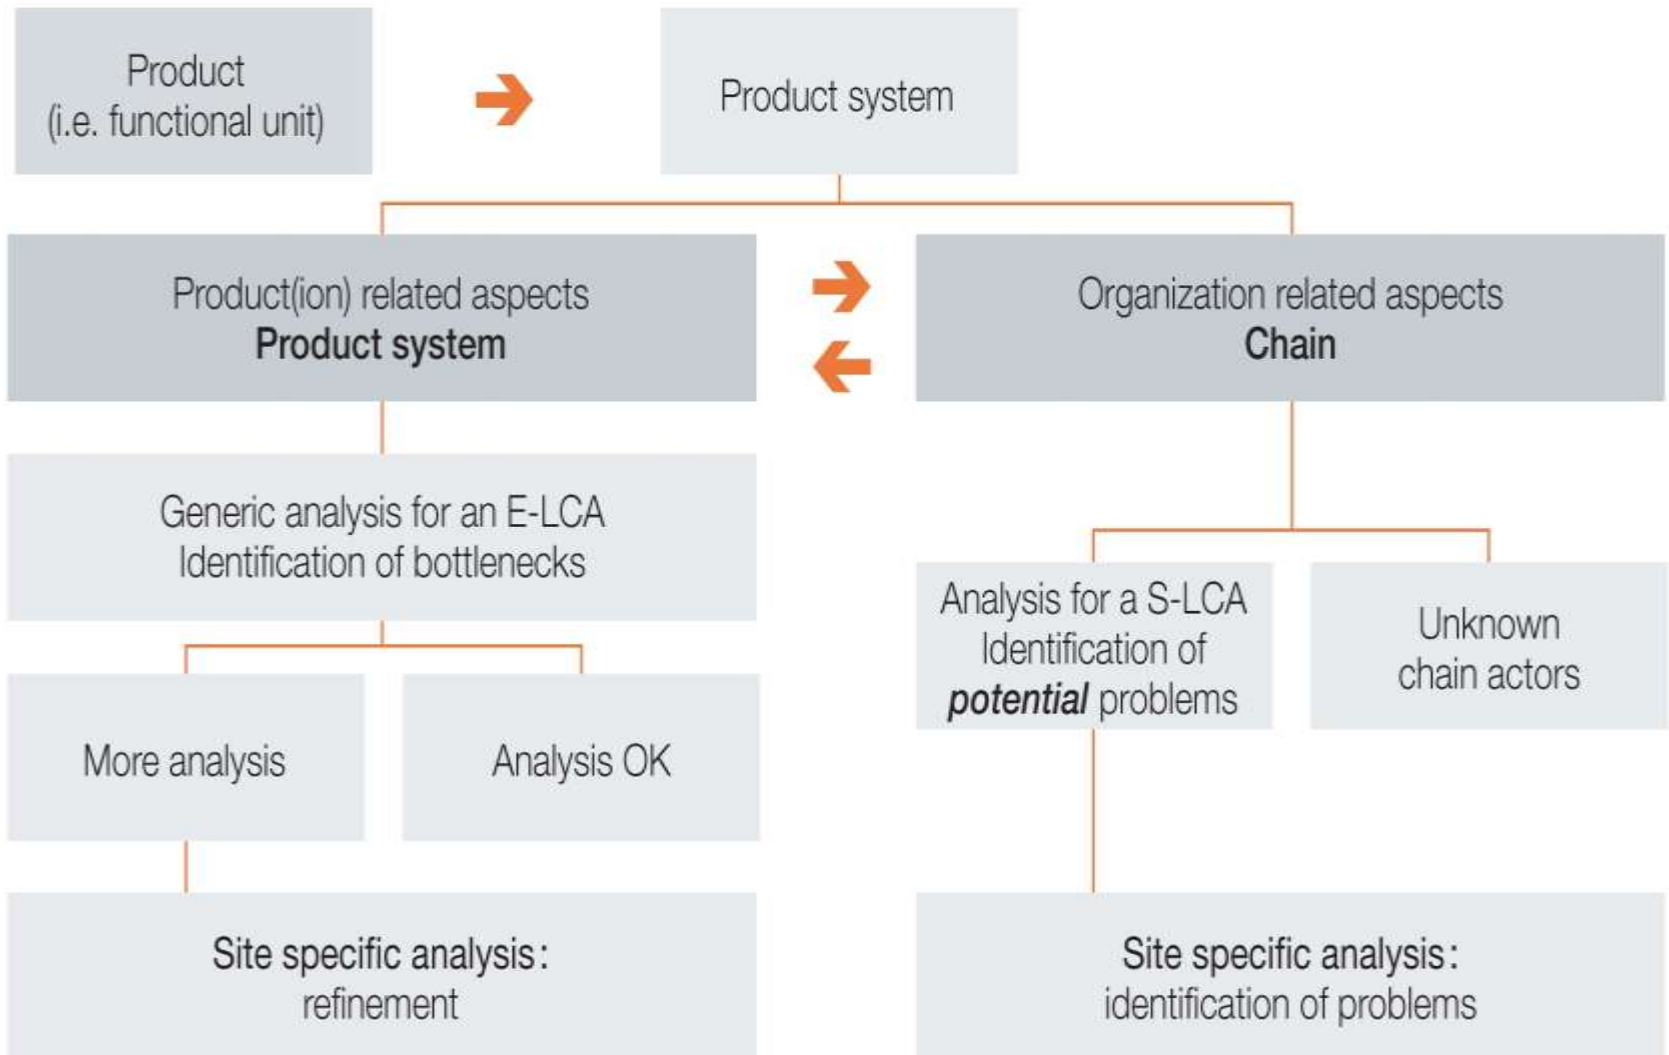 Product
(i.e. functional unit)
Product system
Product(ion) related aspects
Product system
Organization related aspects
Chain
Generic analysis for an E-LCA
Identification of bottlenecks
Analysis for a S-LCA
Identification of
potential problems
Unknown
chain actors
More analysis
Analysis OK
Site specific analysis:
refinement
Site specific analysis:
identification of problems